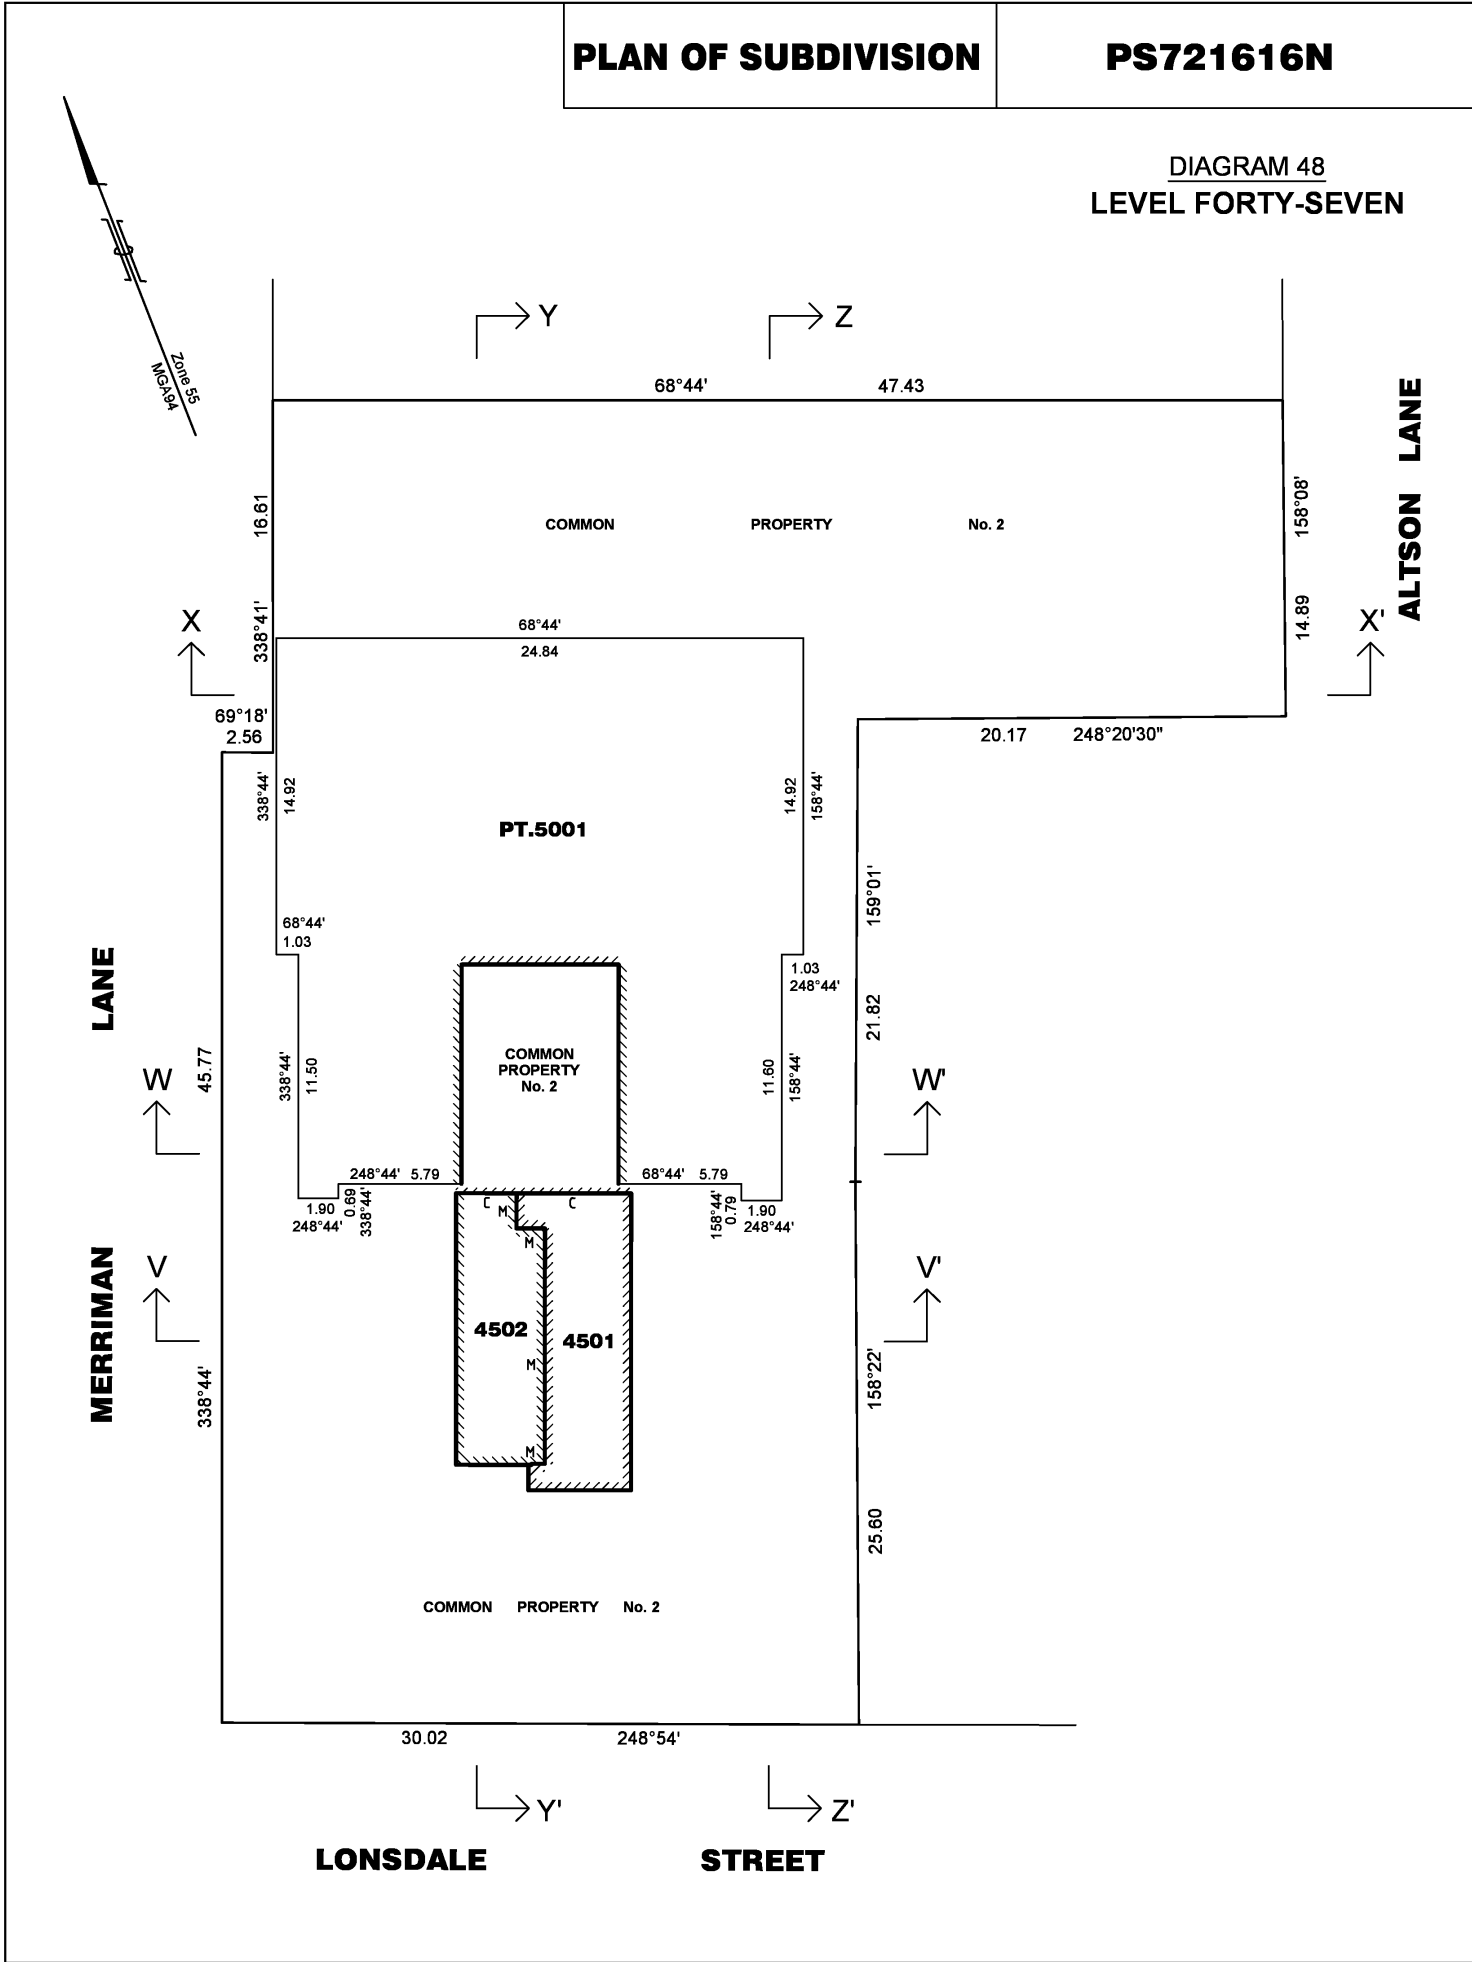 PLAN OF SUBDIVISION
PS721616N
DIAGRAM 48
LEVEL FORTY-SEVEN
Zone 55
MGA94
Y
Z
68°44' 47.43
ALTSON LANE
16.61
338°41'
COMMON PROPERTY No. 2
158°08'
14.89
X
X'
68°44'
24.84
69°18'
2.56
20.17 248°20'30"
338°44'
14.92
14.92
158°44'
PT.5001
159°01'
21.82
68°44'
1.03
1.03
248°44'
MERRIMAN LANE
45.77
338°44'
W
W'
338°44'
11.50
COMMON
PROPERTY
No. 2
11.60
158°44'
248°44' 5.79
68°44' 5.79
1.90
248°44'
0.69
338°44'
158°44'
0.79
1.90
248°44'
C
M
C
M
V
V'
4502
4501
M
M
158°22'
25.60
COMMON PROPERTY No. 2
30.02 248°54'
Y'
Z'
LONSDALE STREET